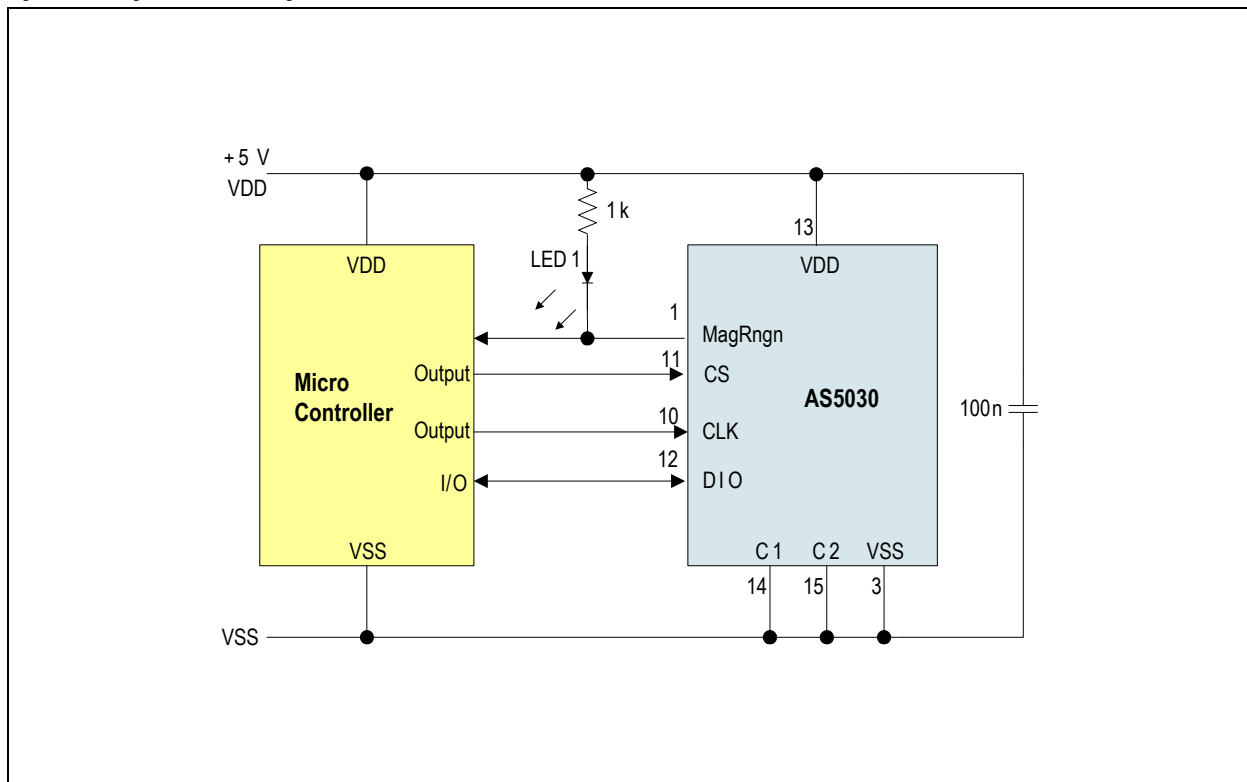 +5 V
VDD
1k
13
VDD
VDD
LED 1
1
MagRngn
11
Output
CS
Micro
Controller
AS5030
100n
Output
10
CLK
12
I/O
DIO
VSS
C1
C2
VSS
14
15
3
VSS